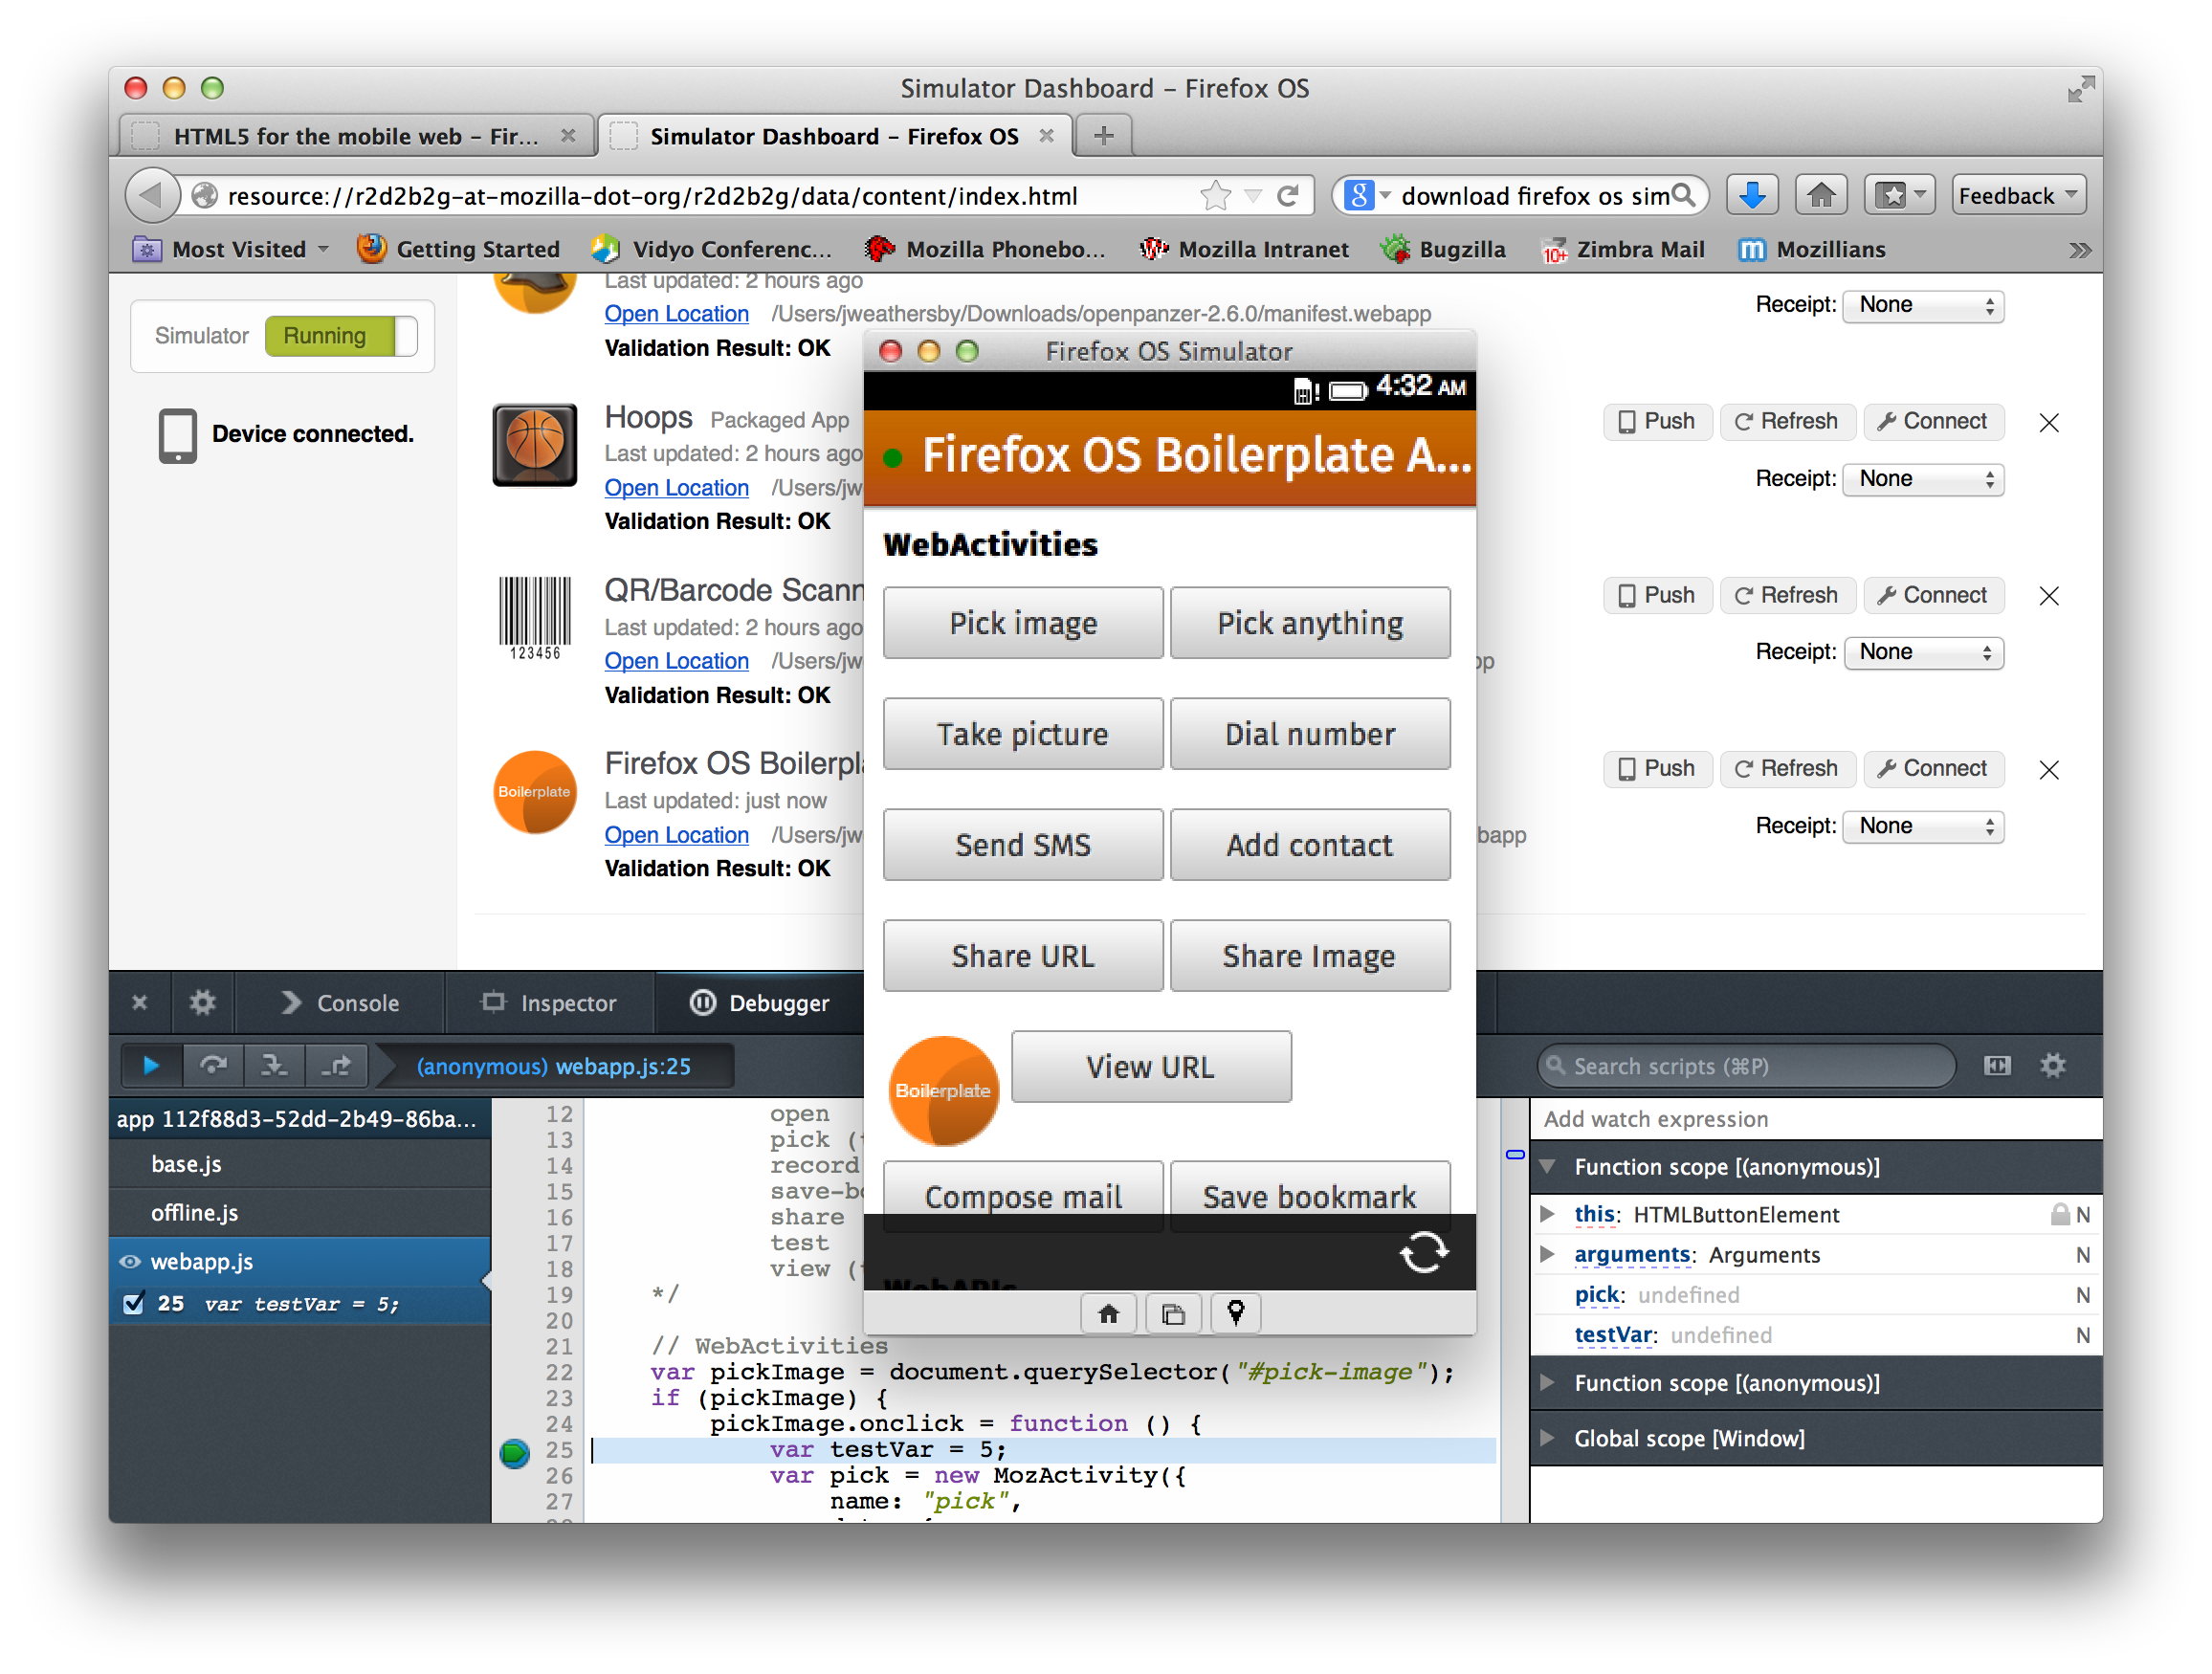 Simulator Dashboard – Firefox OS
HTML5 for the mobile web – Fir...
Simulator Dashboard – Firefox OS
resource://r2d2b2g-at-mozilla-dot-org/r2d2b2g/data/content/index.html
download firefox os sim
Feedback
Most Visited
Getting Started
Vidyo Conferenc...
Mozilla Phonebo...
Mozilla Intranet
Bugzilla
10+
Zimbra Mail
Mozillians
Simulator
Running
Device connected.
Last updated: 2 hours ago
Open Location /Users/jweathersby/Downloads/openpanzer-2.6.0/manifest.webapp
Validation Result: OK
Receipt: None
Hoops Packaged App
Last updated: 2 hours ago
Open Location /Users/jw
Validation Result: OK
Push Refresh Connect
Receipt: None
123456
QR/Barcode Scann
Last updated: 2 hours ago
Open Location /Users/jw
Validation Result: OK
Push Refresh Connect
Receipt: None
Boilerplate
Firefox OS Boilerpl
Last updated: just now
Open Location /Users/jw bapp
Validation Result: OK
Push Refresh Connect
Receipt: None
Firefox OS Simulator
4:32 AM
Firefox OS Boilerplate A...
WebActivities
Pick image
Pick anything
Take picture
Dial number
Send SMS
Add contact
Share URL
Share Image
Boilerplate
View URL
Compose mail
Save bookmark
WebAPIs
Console
Inspector
Debugger
(anonymous) webapp.js:25
Search scripts (⌘P)
app 112f88d3-52dd-2b49-86ba...
base.js
offline.js
webapp.js
25 var testVar = 5;
12 open
13 pick (
14 record
15 save-bo
16 share
17 test
18 view (
19 */
20
21 // WebActivities
22 var pickImage = document.querySelector("#pick-image");
23 if (pickImage) {
24 pickImage.onclick = function () {
25 var testVar = 5;
26 var pick = new MozActivity({
27 name: "pick",
Add watch expression
Function scope [(anonymous)]
this: HTMLButtonElement N
arguments: Arguments N
pick: undefined N
testVar: undefined N
Function scope [(anonymous)]
Global scope [Window]